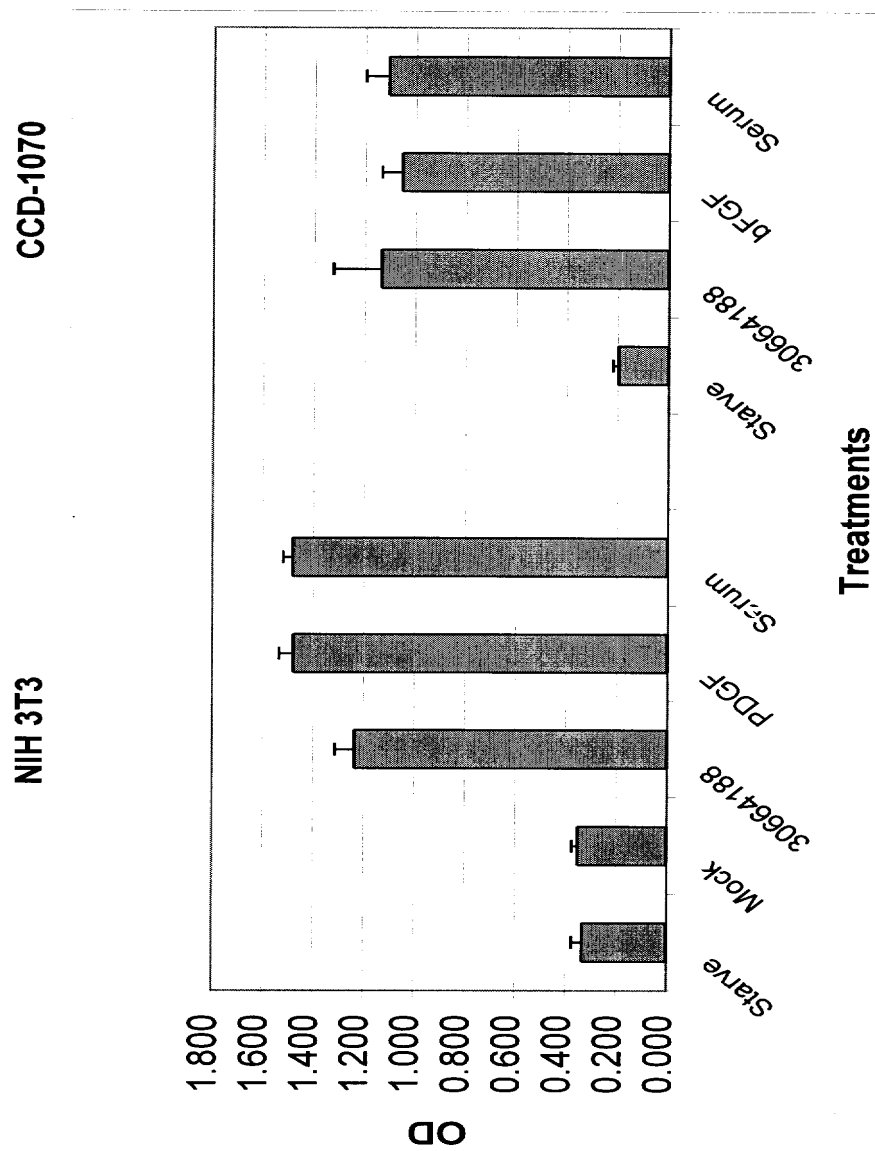 NIH 3T3
CCD-1070
OD
1.800
1.600
1.400
1.200
1.000
0.800
0.600
0.400
0.200
0.000
Starve
Mock
30664188
PDGF
Serum
Starve
30664188
bFGF
Serum
Treatments